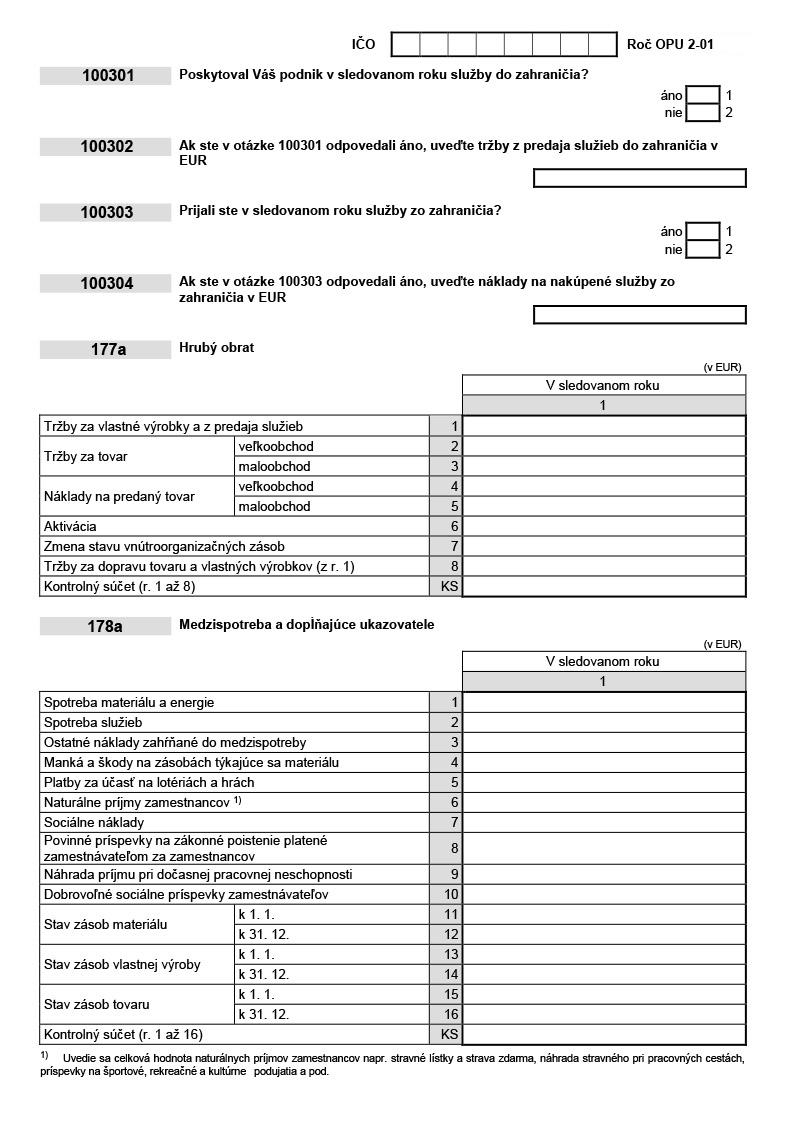 IČO Roč OPU 2-01
100301 Poskytoval Váš podnik v sledovanom roku služby do zahraničia?
áno 1
nie 2
100302 Ak ste v otázke 100301 odpovedali áno, uveďte tržby z predaja služieb do zahraničia v
EUR
100303 Prijali ste v sledovanom roku služby zo zahraničia?
áno 1
nie 2
100304 Ak ste v otázke 100303 odpovedali áno, uveďte náklady na nakúpené služby zo
zahraničia v EUR
177a Hrubý obrat
(v EUR)
V sledovanom roku
1
Tržby za vlastné výrobky a z predaja služieb 1
Tržby za tovar veľkoobchod 2
maloobchod 3
Náklady na predaný tovar veľkoobchod 4
maloobchod 5
Aktivácia 6
Zmena stavu vnútroorganizačných zásob 7
Tržby za dopravu tovaru a vlastných výrobkov (z r. 1) 8
Kontrolný súčet (r. 1 až 8) KS
178a Medzispotreba a dopĺňajúce ukazovatele
(v EUR)
V sledovanom roku
1
Spotreba materiálu a energie 1
Spotreba služieb 2
Ostatné náklady zahŕňané do medzispotreby 3
Manká a škody na zásobách týkajúce sa materiálu 4
Platby za účasť na lotériách a hrách 5
Naturálne príjmy zamestnancov 1) 6
Sociálne náklady 7
Povinné príspevky na zákonné poistenie platené
zamestnávateľom za zamestnancov 8
Náhrada príjmu pri dočasnej pracovnej neschopnosti 9
Dobrovoľné sociálne príspevky zamestnávateľov 10
Stav zásob materiálu k 1. 1. 11
k 31. 12. 12
Stav zásob vlastnej výroby k 1. 1. 13
k 31. 12. 14
Stav zásob tovaru k 1. 1. 15
k 31. 12. 16
Kontrolný súčet (r. 1 až 16) KS
1) Uvedie sa celková hodnota naturálnych príjmov zamestnancov napr. stravné lístky a strava zdarma, náhrada stravného pri pracovných cestách,
príspevky na športové, rekreačné a kultúrne podujatia a pod.